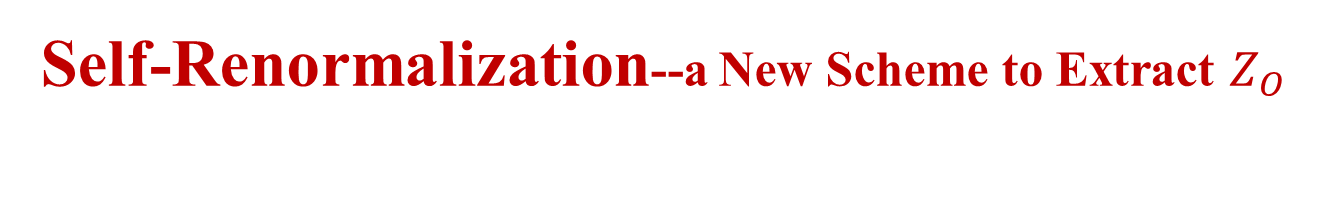 Self-Renormalization--a New Scheme to Extract $Z_O$